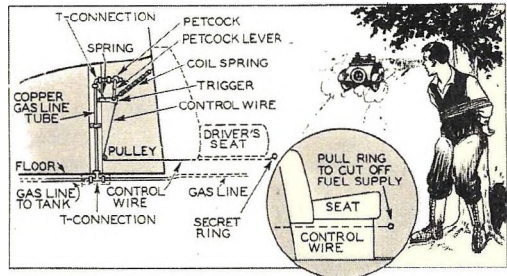 T-CONNECTION
PETCOCK
SPRING
PETCOCK LEVER
COIL SPRING
TRIGGER
CONTROL WIRE
COPPER
GAS LINE
TUBE
DRIVER'S
SEAT
PULLEY
FLOOR
GAS LINE
TO TANK
CONTROL
WIRE
GAS LINE
T-CONNECTION
SECRET
RING
PULL RING
TO CUT OFF
FUEL SUPPLY
SEAT
CONTROL
WIRE